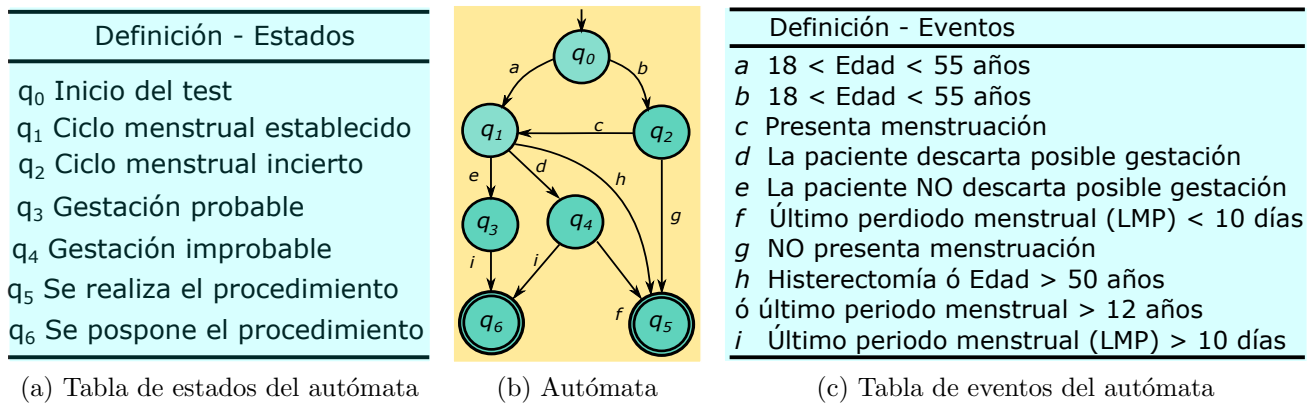 Definición - Estados
q0 Inicio del test
q1 Ciclo menstrual establecido
q2 Ciclo menstrual incierto
q3 Gestación probable
q4 Gestación improbable
q5 Se realiza el procedimiento
q6 Se pospone el procedimiento
(a) Tabla de estados del autómata
q0
a
b
q1
c
q2
e
d
h
g
q3
q4
i
i
f
q6
q5
(b) Autómata
Definición - Eventos
a 18 < Edad < 55 años
b 18 < Edad < 55 años
c Presenta menstruación
d La paciente descarta posible gestación
e La paciente NO descarta posible gestación
f Último perdiodo menstrual (LMP) < 10 días
g NO presenta menstruación
h Histerectomía ó Edad > 50 años
ó último periodo menstrual > 12 años
i Último periodo menstrual (LMP) > 10 días
(c) Tabla de eventos del autómata